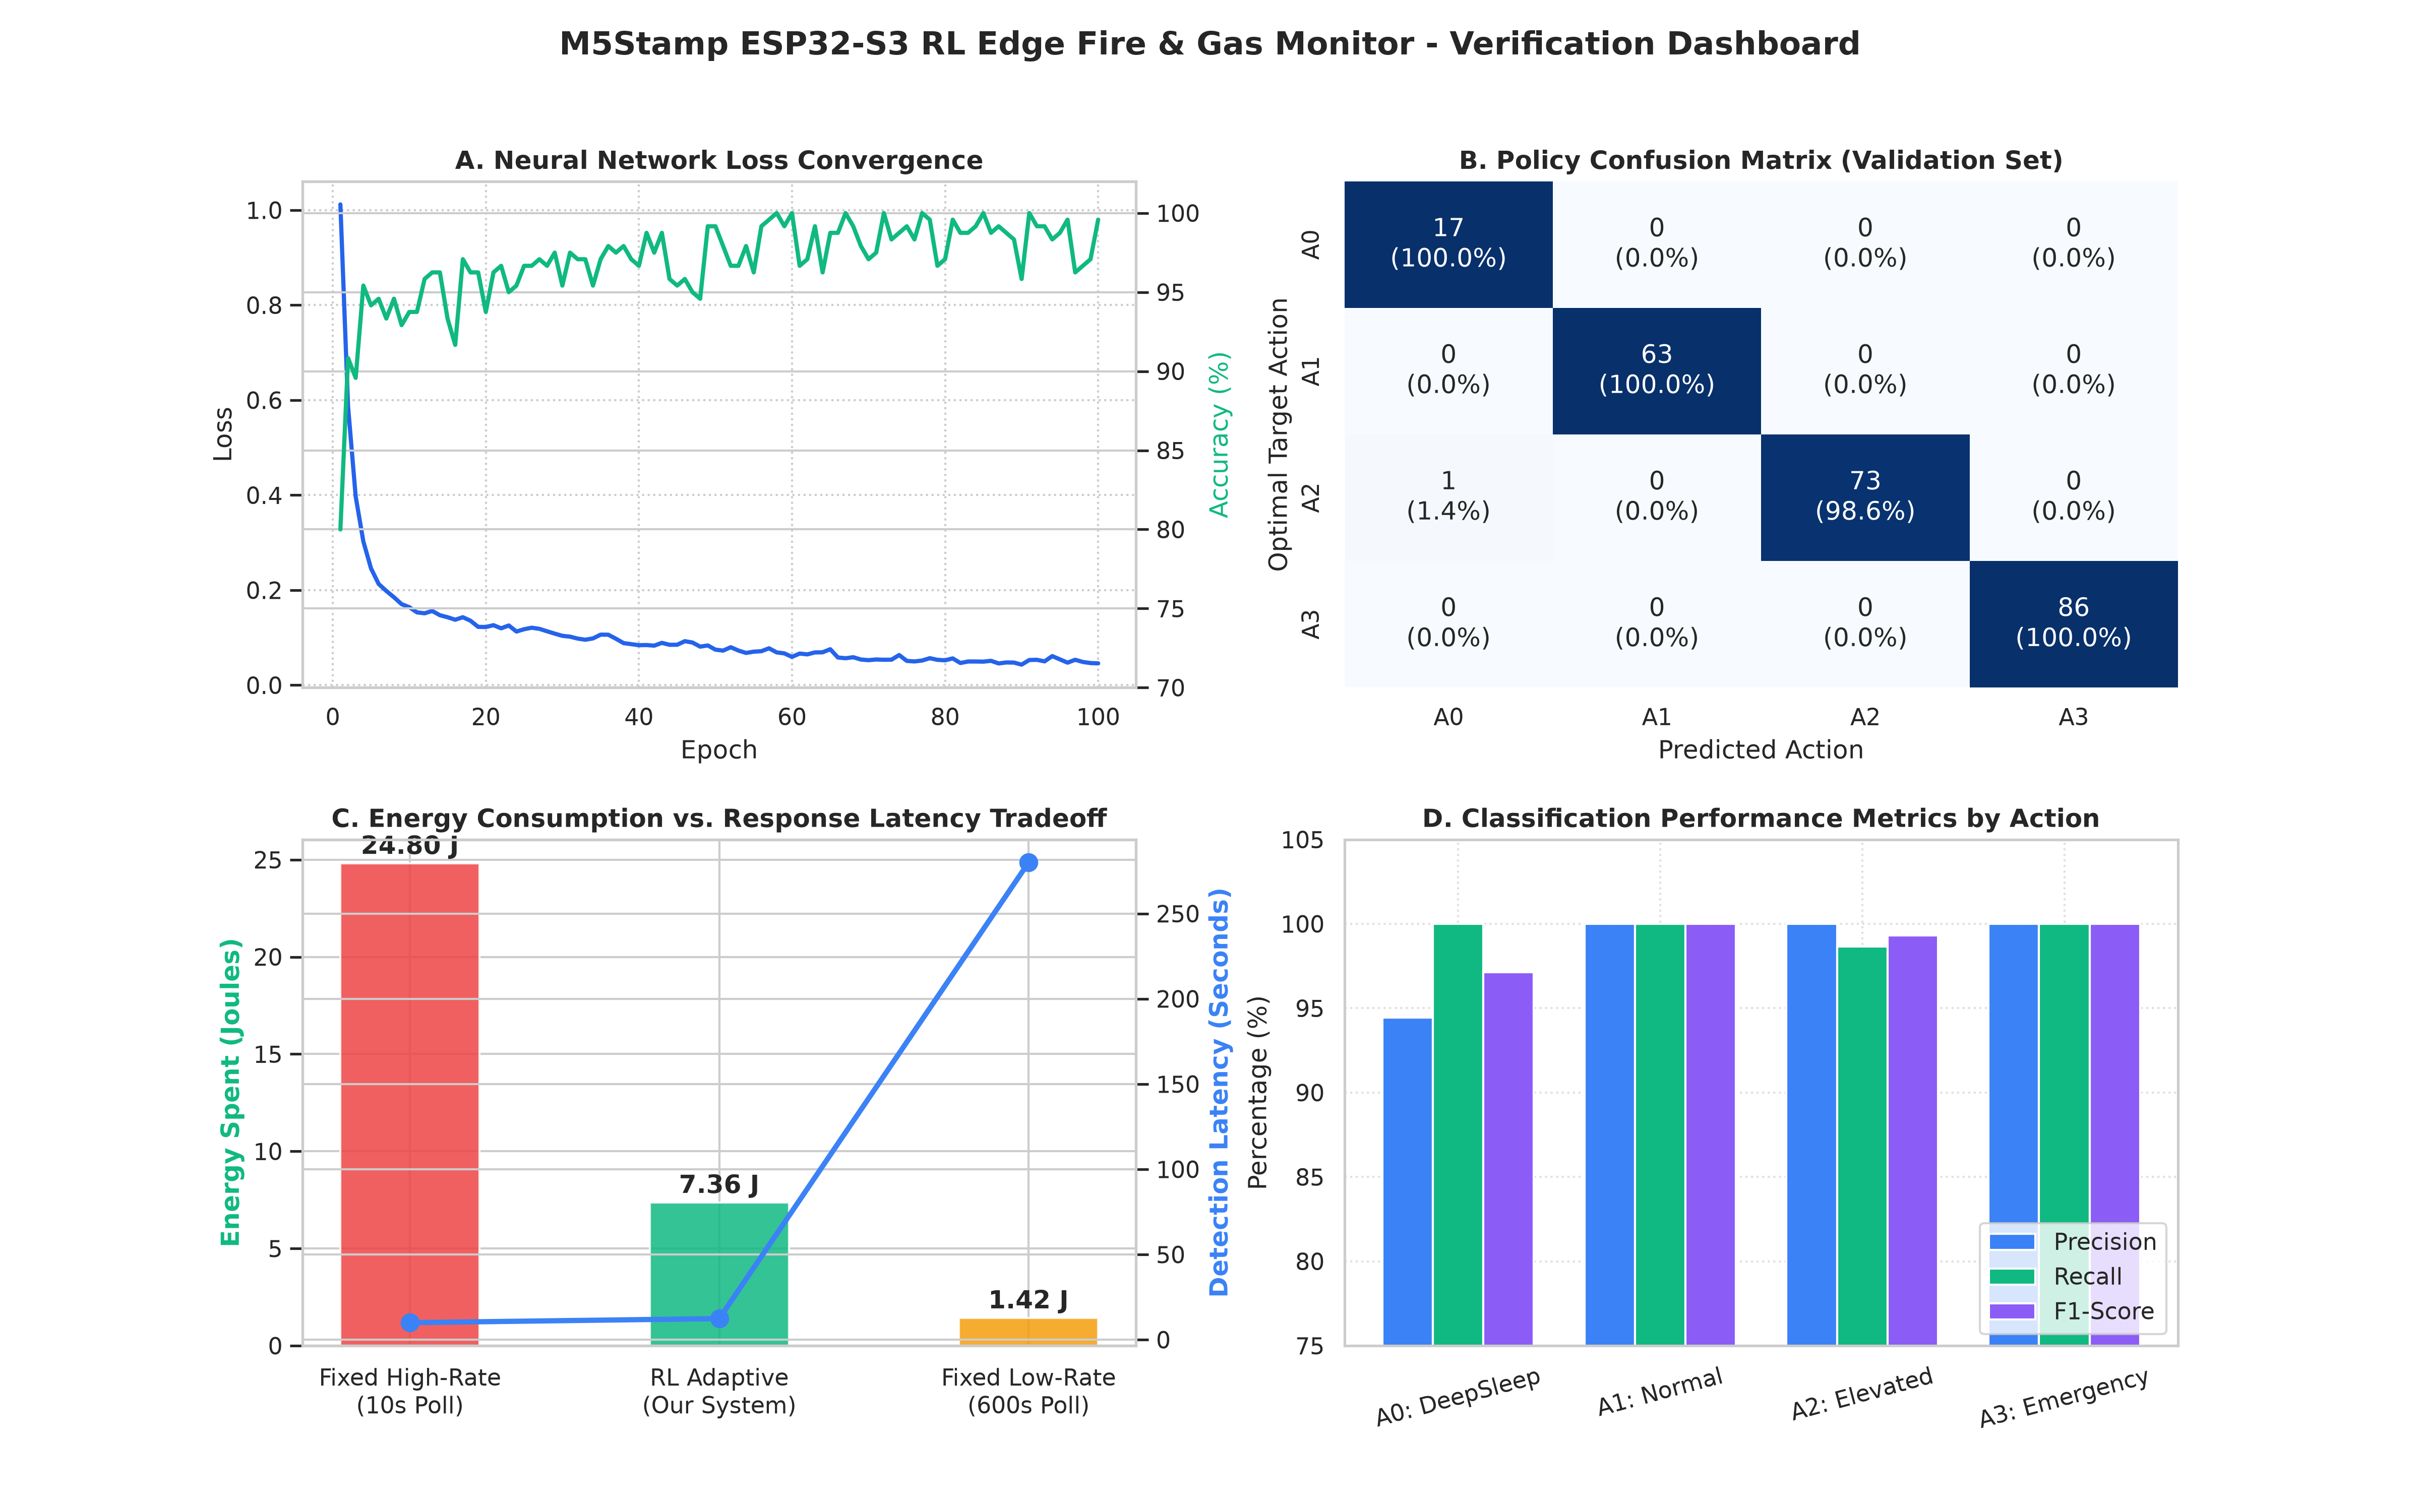 M5Stamp ESP32-S3 RL Edge Fire & Gas Monitor - Verification Dashboard
A. Neural Network Loss Convergence
1.0
0.8
0.6
0.4
0.2
0.0
Loss
100
95
90
85
80
75
70
Accuracy (%)
0 20 40 60 80 100
Epoch
B. Policy Confusion Matrix (Validation Set)
Optimal Target Action
A0
17 0 0 0
(100.0%) (0.0%) (0.0%) (0.0%)
A1
0 63 0 0
(0.0%) (100.0%) (0.0%) (0.0%)
A2
1 0 73 0
(1.4%) (0.0%) (98.6%) (0.0%)
A3
0 0 0 86
(0.0%) (0.0%) (0.0%) (100.0%)
A0 A1 A2 A3
Predicted Action
C. Energy Consumption vs. Response Latency Tradeoff
24.80 J
7.36 J
1.42 J
25
20
15
10
5
0
Energy Spent (Joules)
250
200
150
100
50
0
Detection Latency (Seconds)
Fixed High-Rate RL Adaptive Fixed Low-Rate
(10s Poll) (Our System) (600s Poll)
D. Classification Performance Metrics by Action
105
100
95
90
85
80
75
Percentage (%)
Precision
Recall
F1-Score
A0: DeepSleep A1: Normal A2: Elevated A3: Emergency